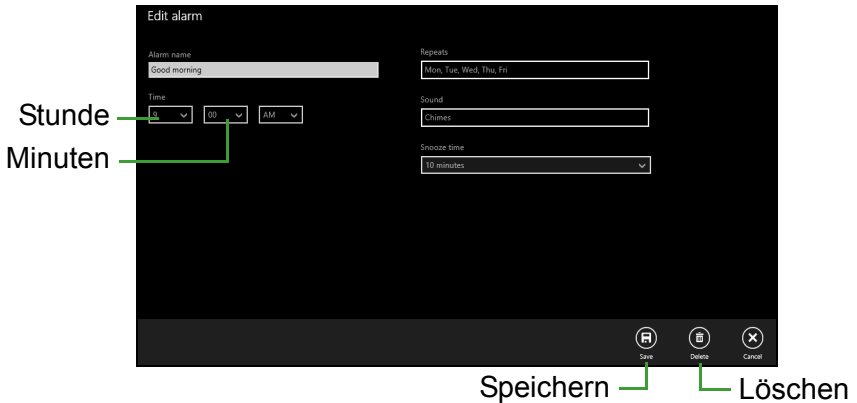 Edit alarm
Alarm name
Good morning
Time
9
00
AM
Repeats
Mon, Tue, Wed, Thu, Fri
Sound
Chimes
Snooze time
10 minutes
Stunde
Minuten
Save
Delete
Cancel
Speichern
Löschen